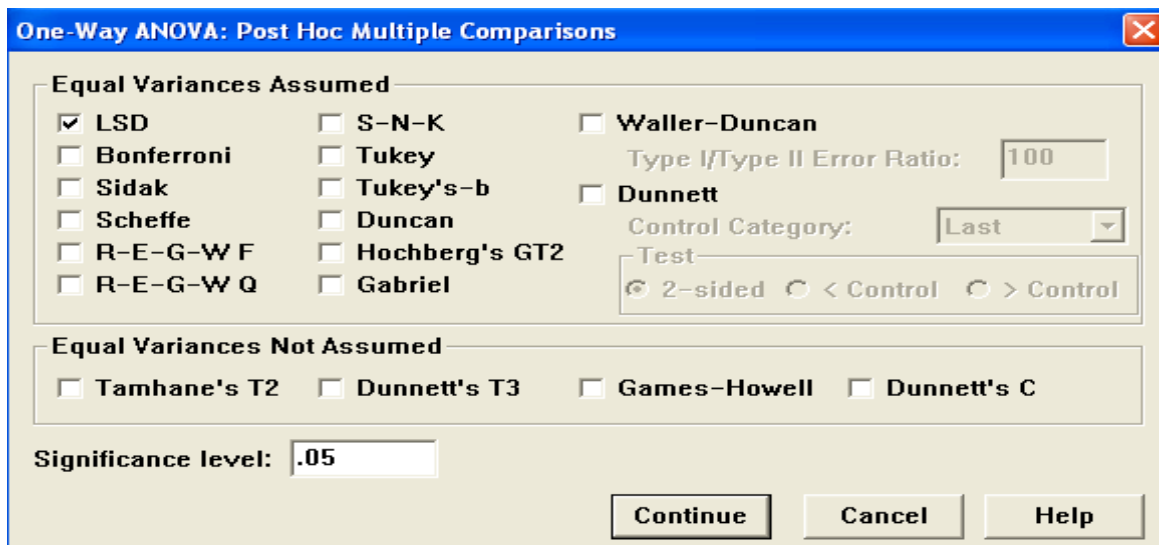 One-Way ANOVA: Post Hoc Multiple Comparisons
Equal Variances Assumed
LSD
Bonferroni
Sidak
Scheffe
R-E-G-W F
R-E-G-W Q
S-N-K
Tukey
Tukey's-b
Duncan
Hochberg's GT2
Gabriel
Waller-Duncan
Type I/Type II Error Ratio: 100
Dunnett
Control Category: Last
Test
2-sided < Control > Control
Equal Variances Not Assumed
Tamhane's T2 Dunnett's T3 Games-Howell Dunnett's C
Significance level: .05
Continue Cancel Help